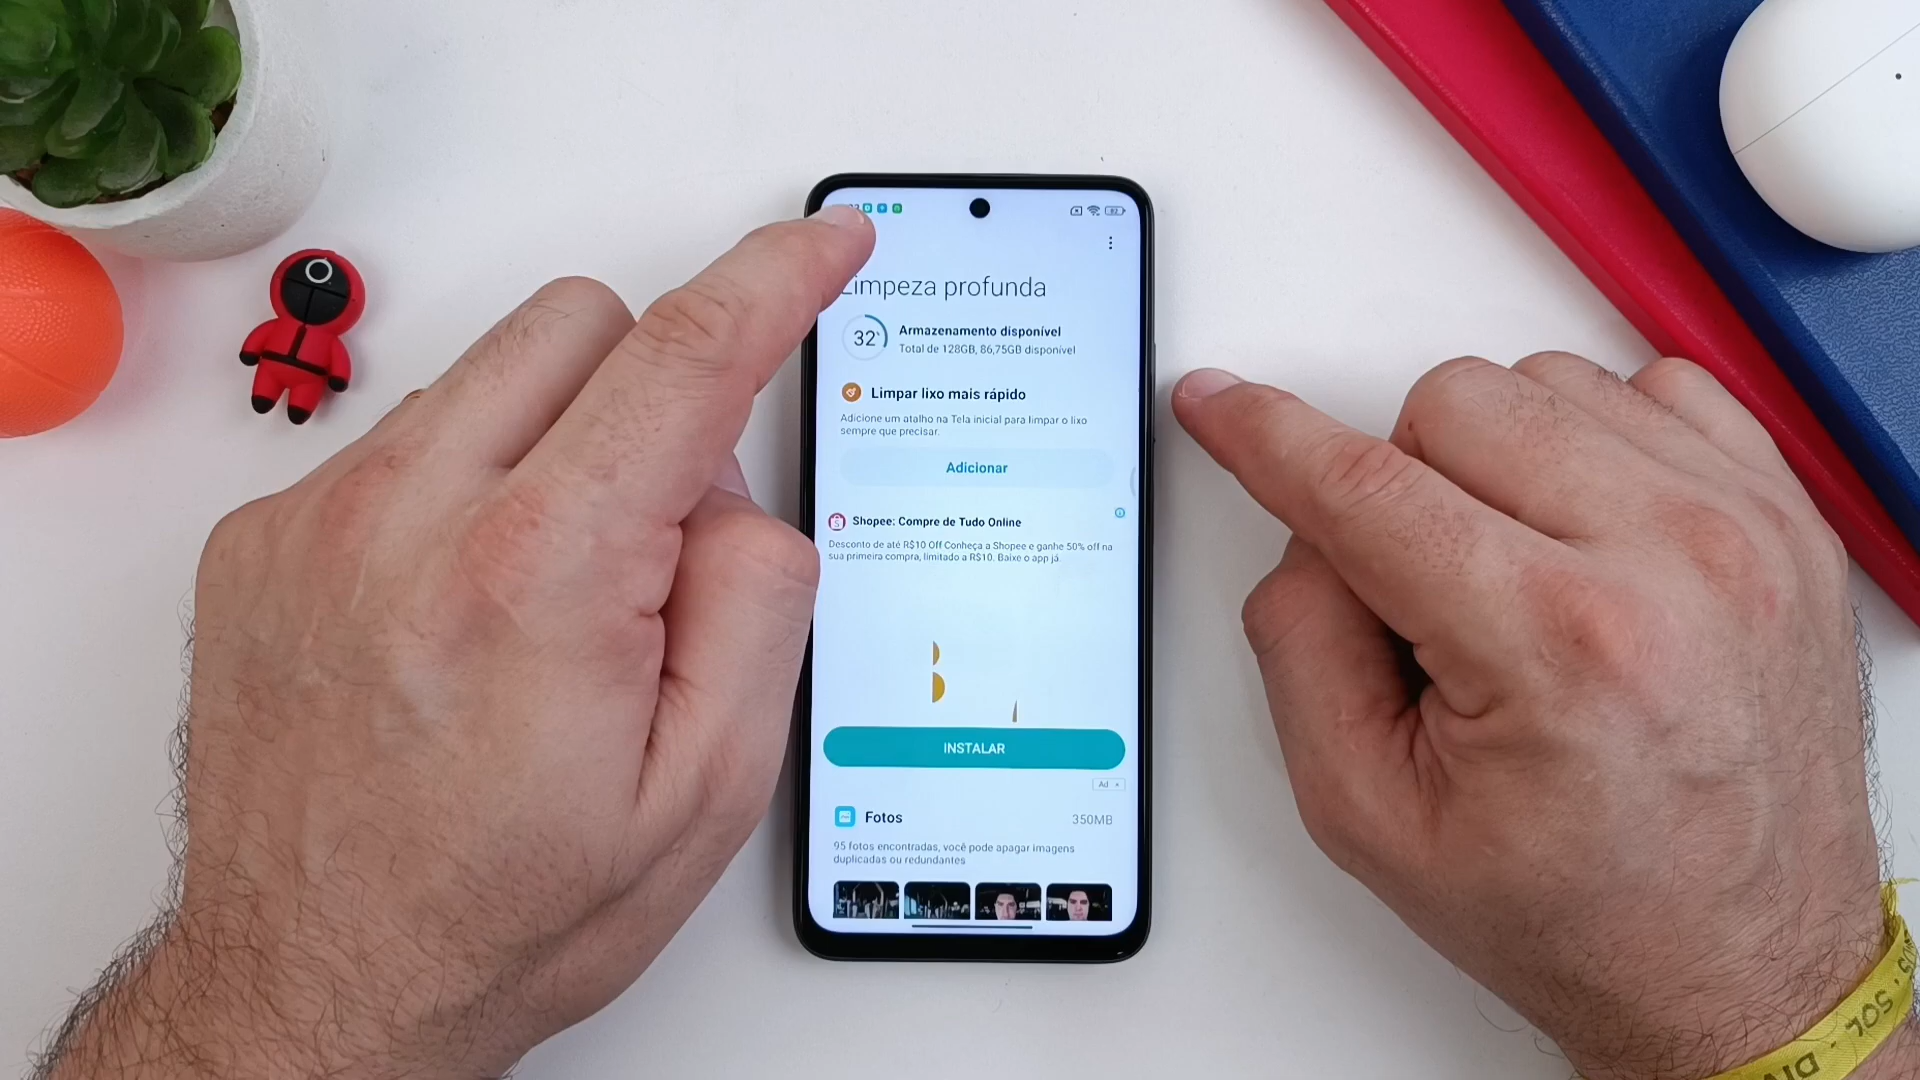 82
Limpeza profunda
32%
Armazenamento disponível
Total de 128GB, 86,75GB disponível
Limpar lixo mais rápido
Adicione um atalho na Tela inicial para limpar o lixo
sempre que precisar.
Adicionar
Shopee: Compre de Tudo Online
Desconto de até R$10 Off Conheça a Shopee e ganhe 50% off na
sua primeira compra, limitado a R$10. Baixe o app já.
INSTALAR
Ad
Fotos
350MB
95 fotos encontradas, você pode apagar imagens
duplicadas ou redundantes
SOL